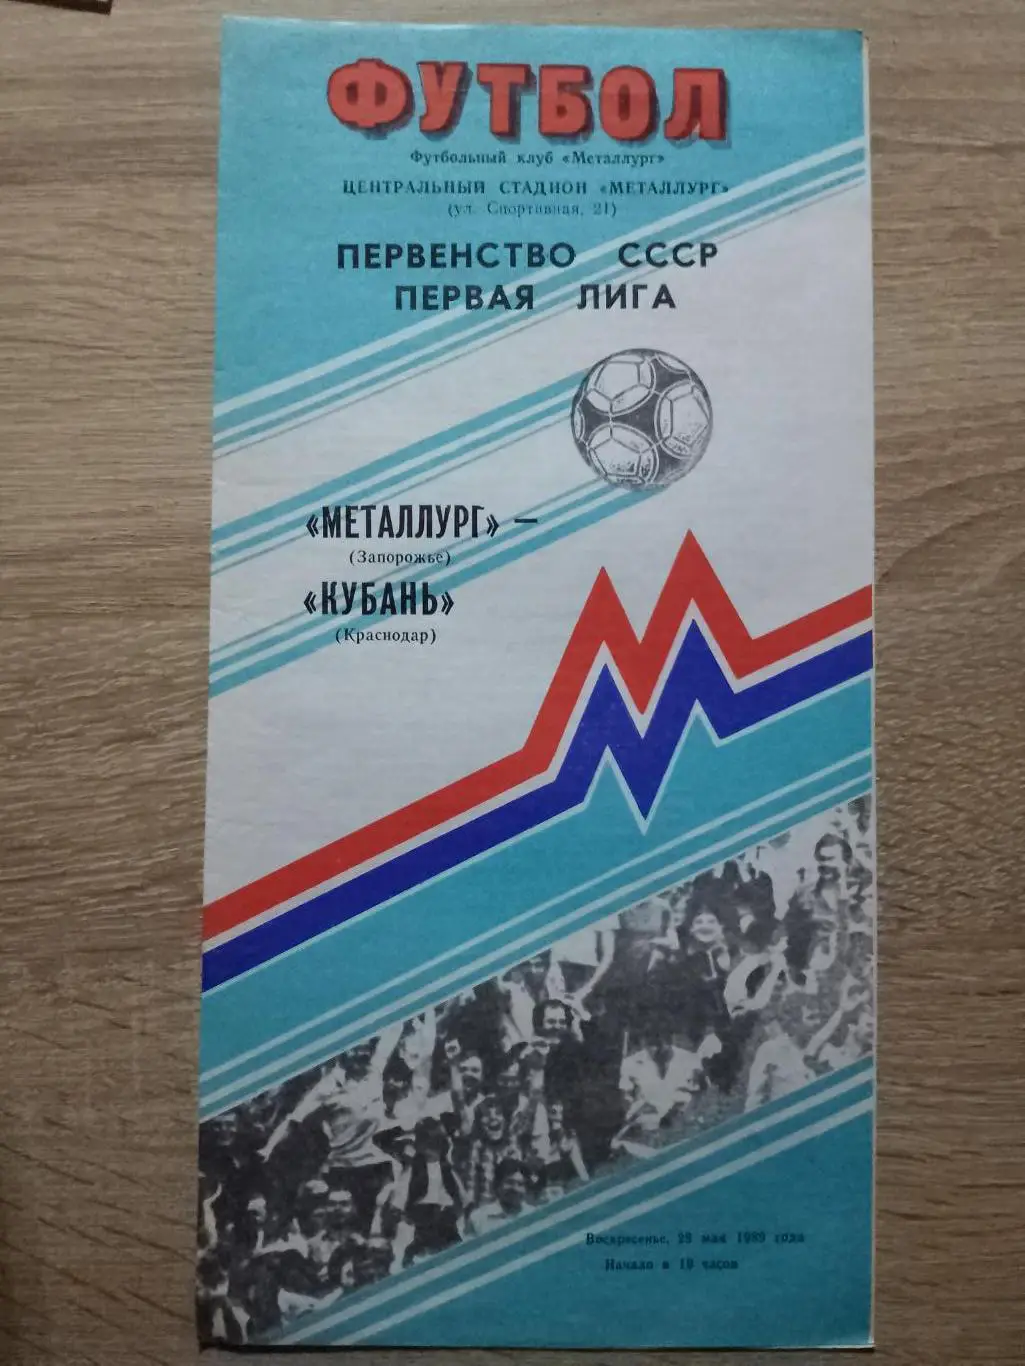 ФУТБОЛ
Футбольный клуб «Металлург»
ЦЕНТРАЛЬНЫЙ СТАДИОН «МЕТАЛЛУРГ»
(ул. Спортивная, 21)
ПЕРВЕНСТВО СССР
ПЕРВАЯ ЛИГА
«МЕТАЛЛУРГ» —
(Запорожье)
«КУБАНЬ»
(Краснодар)
Воскресенье, 28 мая 1989 года
Начало в часов